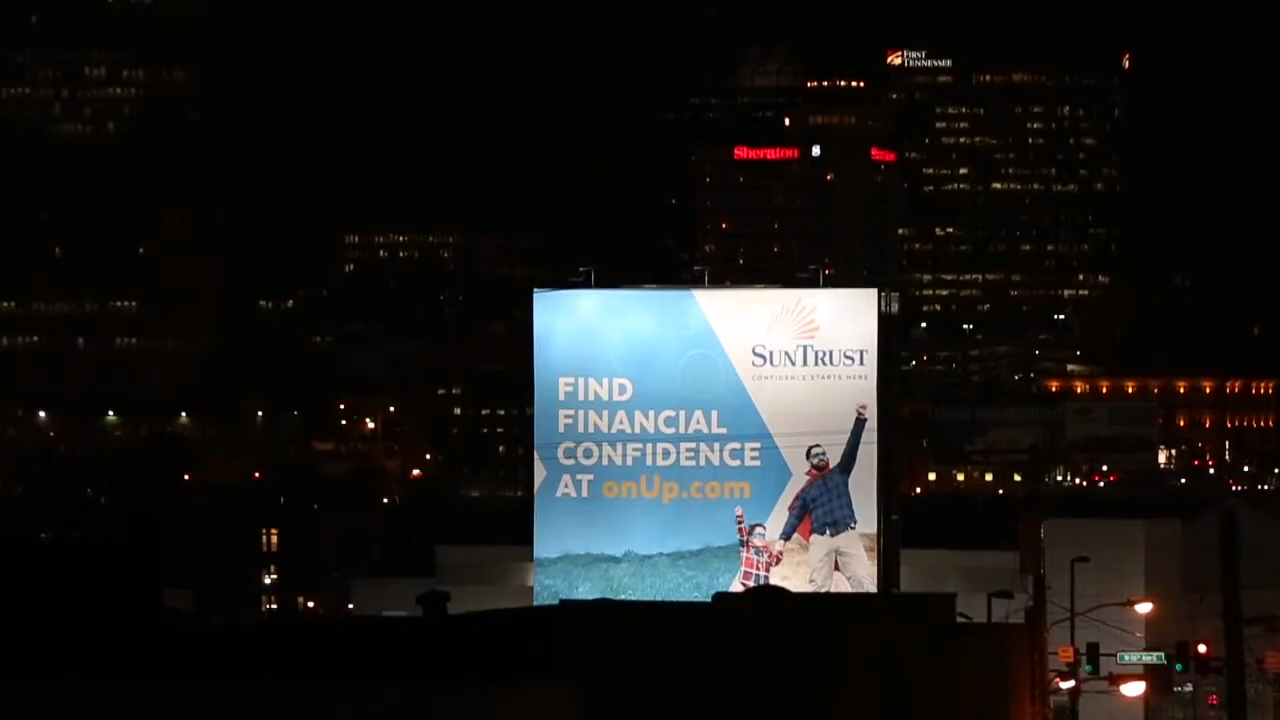 FIRST
TENNESSEE
Sheraton
S
SUNTRUST
CONFIDENCE STARTS HERE
FIND
FINANCIAL
CONFIDENCE
AT onUp.com